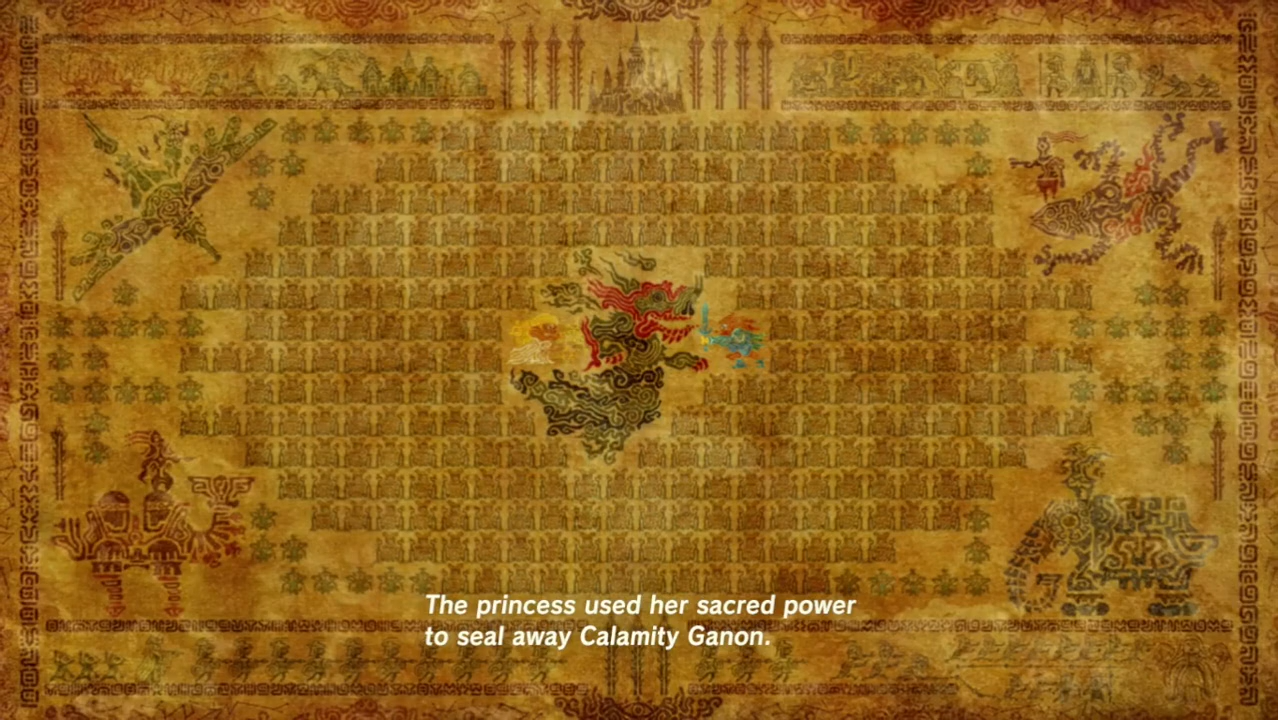 The princess used her sacred power
to seal away Calamity Ganon.